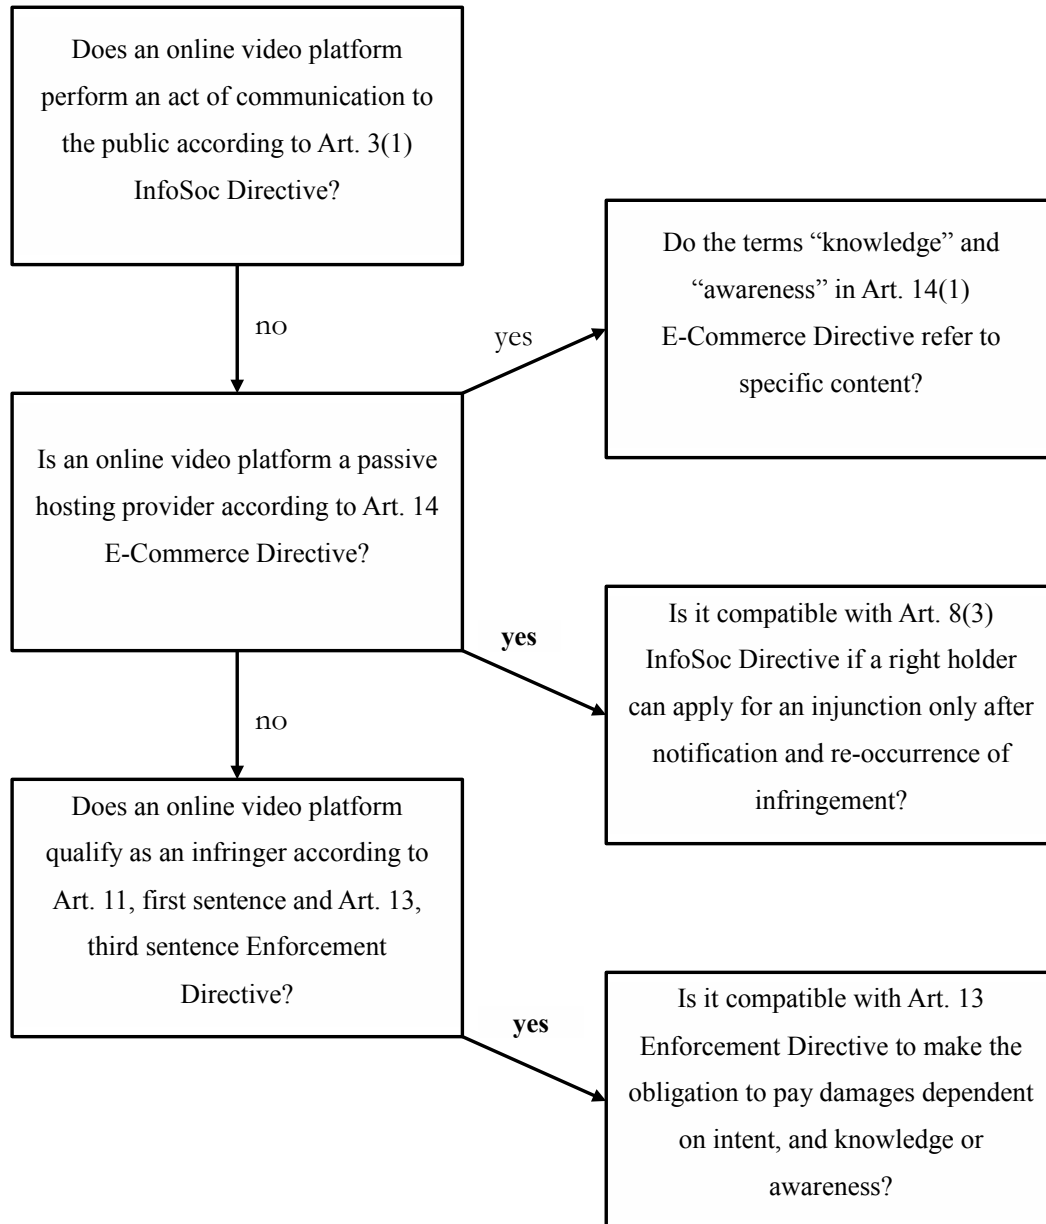 Does an online video platform
perform an act of communication to
the public according to Art. 3(1)
InfoSoc Directive?
no
Is an online video platform a passive
hosting provider according to Art. 14
E-Commerce Directive?
yes
Do the terms “knowledge” and
“awareness” in Art. 14(1)
E-Commerce Directive refer to
specific content?
yes
Is it compatible with Art. 8(3)
InfoSoc Directive if a right holder
can apply for an injunction only after
notification and re-occurrence of
infringement?
no
Does an online video platform
qualify as an infringer according to
Art. 11, first sentence and Art. 13,
third sentence Enforcement
Directive?
yes
Is it compatible with Art. 13
Enforcement Directive to make the
obligation to pay damages dependent
on intent, and knowledge or
awareness?